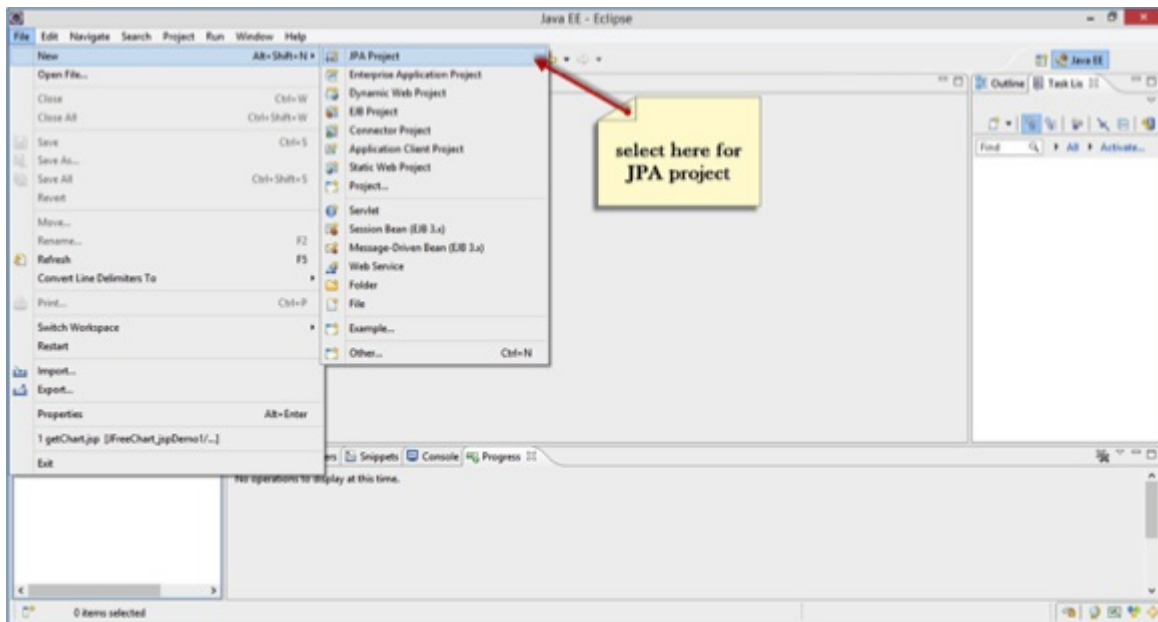 Java EE - Eclipse
File Edit Navigate Search Project Run Window Help
New Alt+Shift+N
Open File...
Close Ctrl+W
Close All Ctrl+Shift+W
Save Ctrl+S
Save As...
Save All Ctrl+Shift+S
Revert
Move...
Rename... F2
Refresh F5
Convert Line Delimiters To
Print... Ctrl+P
Switch Workspace
Restart
Import...
Export...
Properties Alt+Enter
1 getChart.jsp [JFreeChart_jspDemo1/...]
Exit
JPA Project
Enterprise Application Project
Dynamic Web Project
EJB Project
Connector Project
Application Client Project
Static Web Project
Project...
Servlet
Session Bean (EJB 3.x)
Message-Driven Bean (EJB 3.x)
Web Service
Folder
File
Example...
Other... Ctrl+N
select here for
JPA project
Java EE
Outline Task Lis
Find All Activate...
ers Snippets Console Progress
No operations to display at this time.
0 items selected